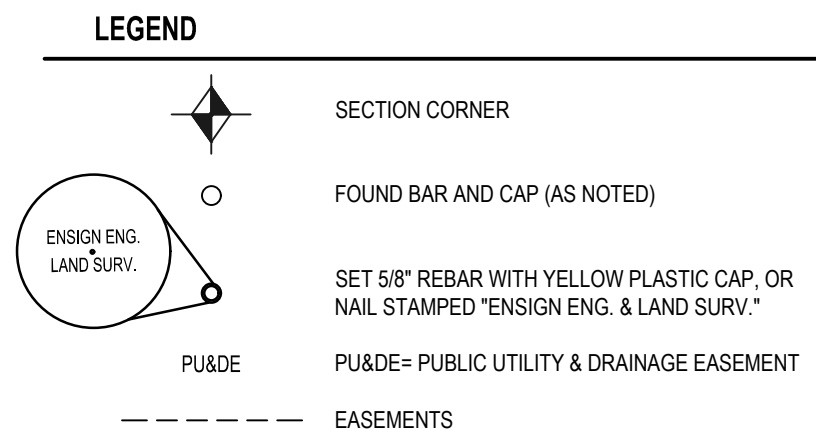 LEGEND
SECTION CORNER
FOUND BAR AND CAP (AS NOTED)
ENSIGN ENG.
LAND SURV.
SET 5/8" REBAR WITH YELLOW PLASTIC CAP, OR
NAIL STAMPED "ENSIGN ENG. & LAND SURV."
PU&DE PU&DE= PUBLIC UTILITY & DRAINAGE EASEMENT
EASEMENTS